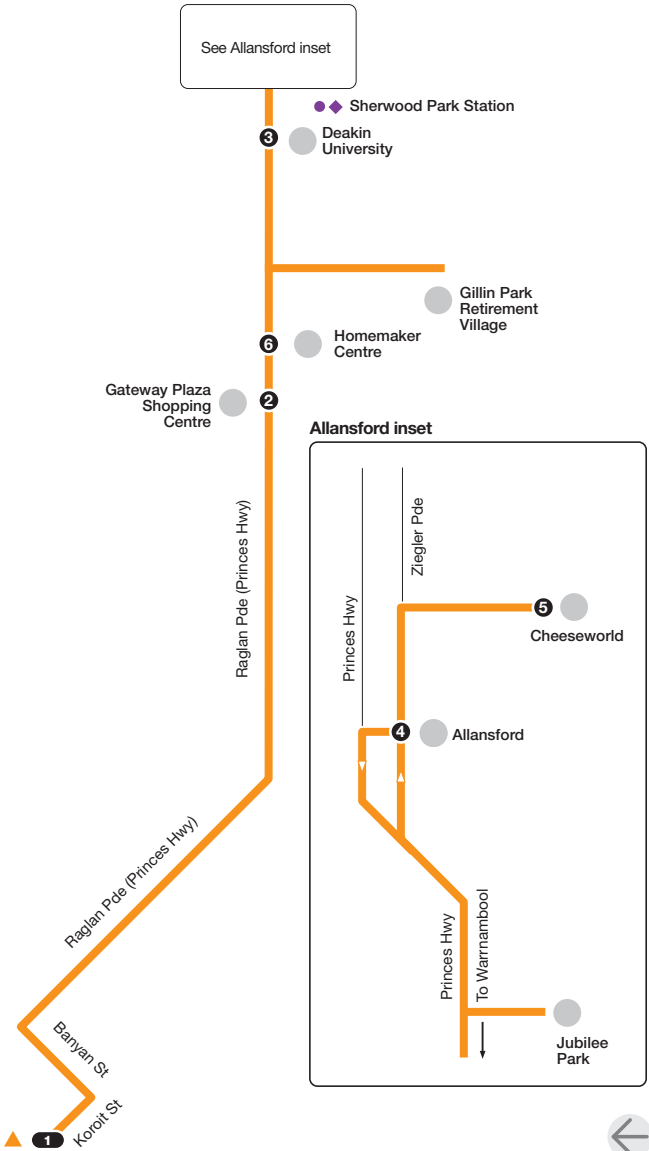 See Allansford inset
Sherwood Park Station
3
Deakin
University
Gillin Park
Retirement
Village
6
Homemaker
Centre
Gateway Plaza
Shopping
Centre
2
Raglan Pde (Princes Hwy)
Raglan Pde (Princes Hwy)
Banyan St
Koroit St
1
Allansford inset
Princes Hwy
Ziegler Pde
5
Cheeseworld
4
Allansford
Princes Hwy
To Warrnambool
Jubilee
Park